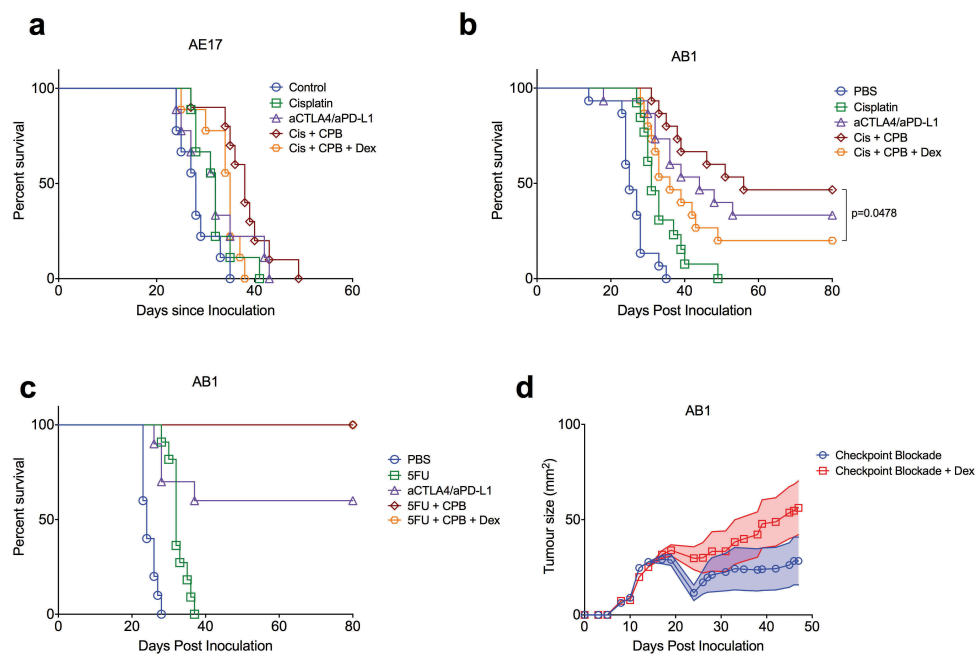 a
AE17
100
50
0
0
20
40
60
Percent survival
Days since Inoculation
Control
Cisplatin
aCTLA4/aPD-L1
Cis + CPB
Cis + CPB + Dex
b
AB1
100
50
0
0
20
40
60
80
Percent survival
Days Post Inoculation
PBS
Cisplatin
aCTLA4/aPD-L1
Cis + CPB
Cis + CPB + Dex
p=0.0478
c
AB1
100
50
0
0
20
40
60
80
Percent survival
Days Post Inoculation
PBS
5FU
aCTLA4/aPD-L1
5FU + CPB
5FU + CPB + Dex
d
AB1
100
50
0
0
10
20
30
40
50
Tumour size (mm²)
Days Post Inoculation
Checkpoint Blockade
Checkpoint Blockade + Dex